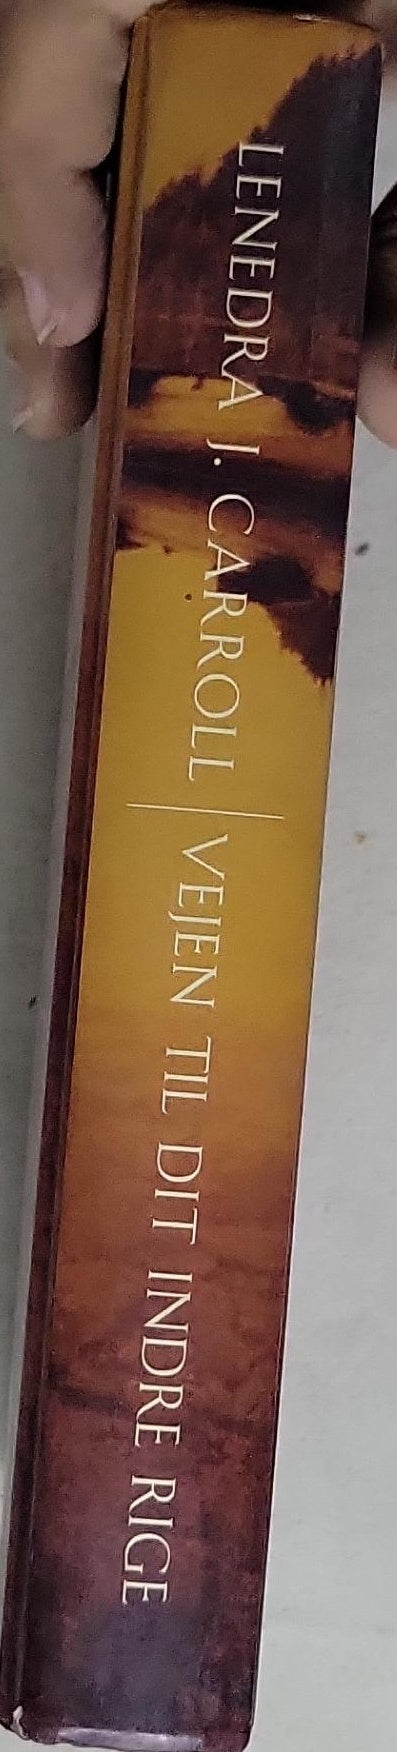 LENEDRA J. CARROLL | VEJEN TIL DIT INDRE RIGE